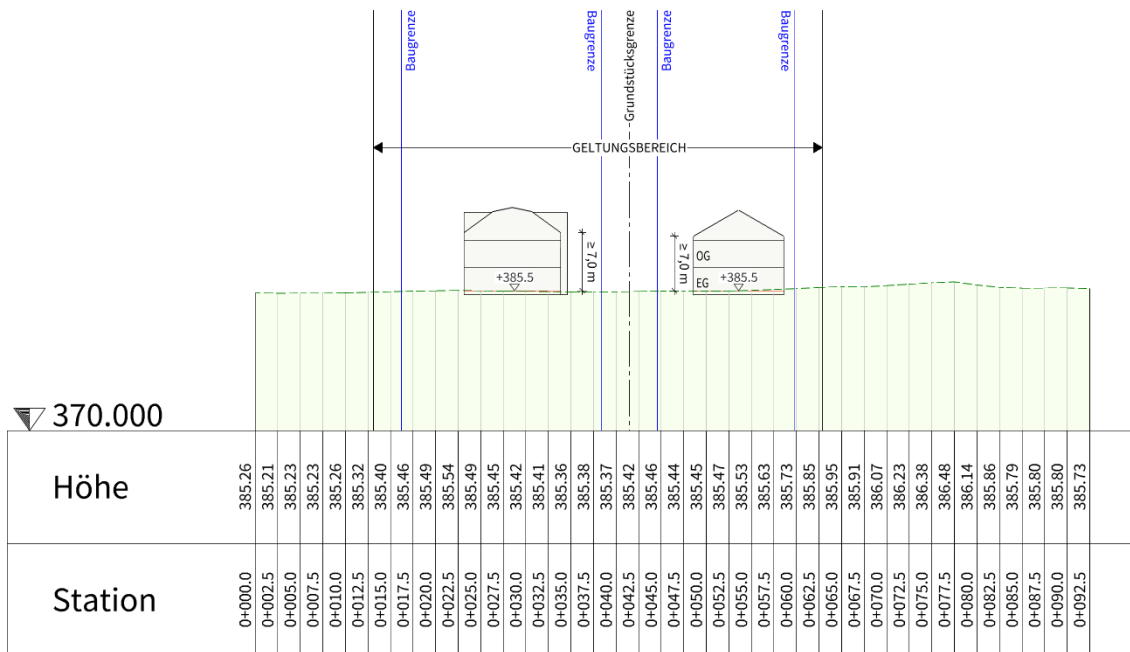 Baugrenze
Baugrenze
Grundstücksgrenze
Baugrenze
Baugrenze
GELTUNGSBEREICH
≥ 7,0 m
≥ 7,0 m
OG
+385.5
+385.5
EG
370.000
Höhe
385.26 385.21 385.23 385.23 385.26 385.32 385.40 385.46 385.49 385.54 385.49 385.45 385.42 385.41 385.36 385.38 385.37 385.42 385.46 385.44 385.45 385.47 385.53 385.63 385.73 385.85 385.95 385.91 386.07 386.23 386.38 386.48 386.14 385.86 385.79 385.80 385.80 385.73
Station
0+000.0 0+002.5 0+005.0 0+007.5 0+010.0 0+012.5 0+015.0 0+017.5 0+020.0 0+022.5 0+025.0 0+027.5 0+030.0 0+032.5 0+035.0 0+037.5 0+040.0 0+042.5 0+045.0 0+047.5 0+050.0 0+052.5 0+055.0 0+057.5 0+060.0 0+062.5 0+065.0 0+067.5 0+070.0 0+072.5 0+075.0 0+077.5 0+080.0 0+082.5 0+085.0 0+087.5 0+090.0 0+092.5